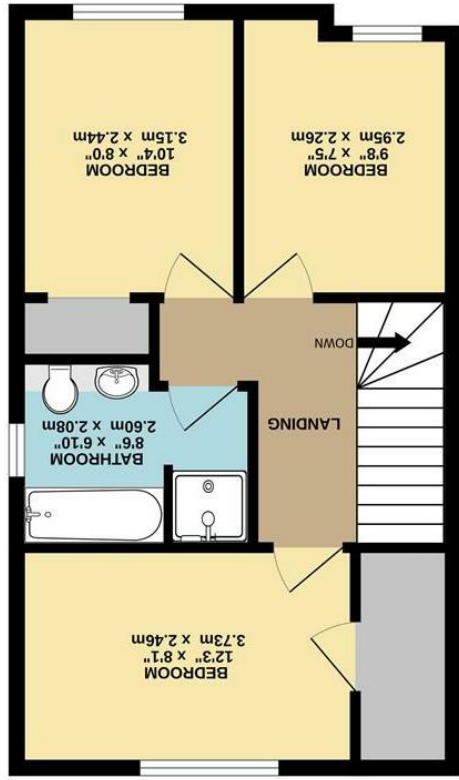 BEDROOM
12'3" x 8'1"
3.73m x 2.46m
LANDING
BATHROOM
8'6" x 6'10"
2.60m x 2.08m
DOWN
BEDROOM
9'8" x 7'5"
2.95m x 2.26m
BEDROOM
10'4" x 8'0"
3.15m x 2.44m